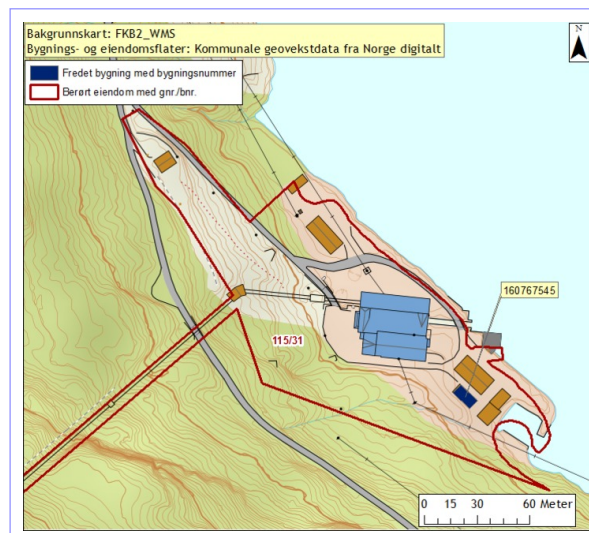 Bakgrunnskart: FKB2_WMS
Bygnings- og eiendomsflater: Kommunale geovekstdata fra Norge digitalt
Fredet bygning med bygningsnummer
Berørt eiendom med gnr./bnr.
N
160767545
115/31
0 15 30 60 Meter